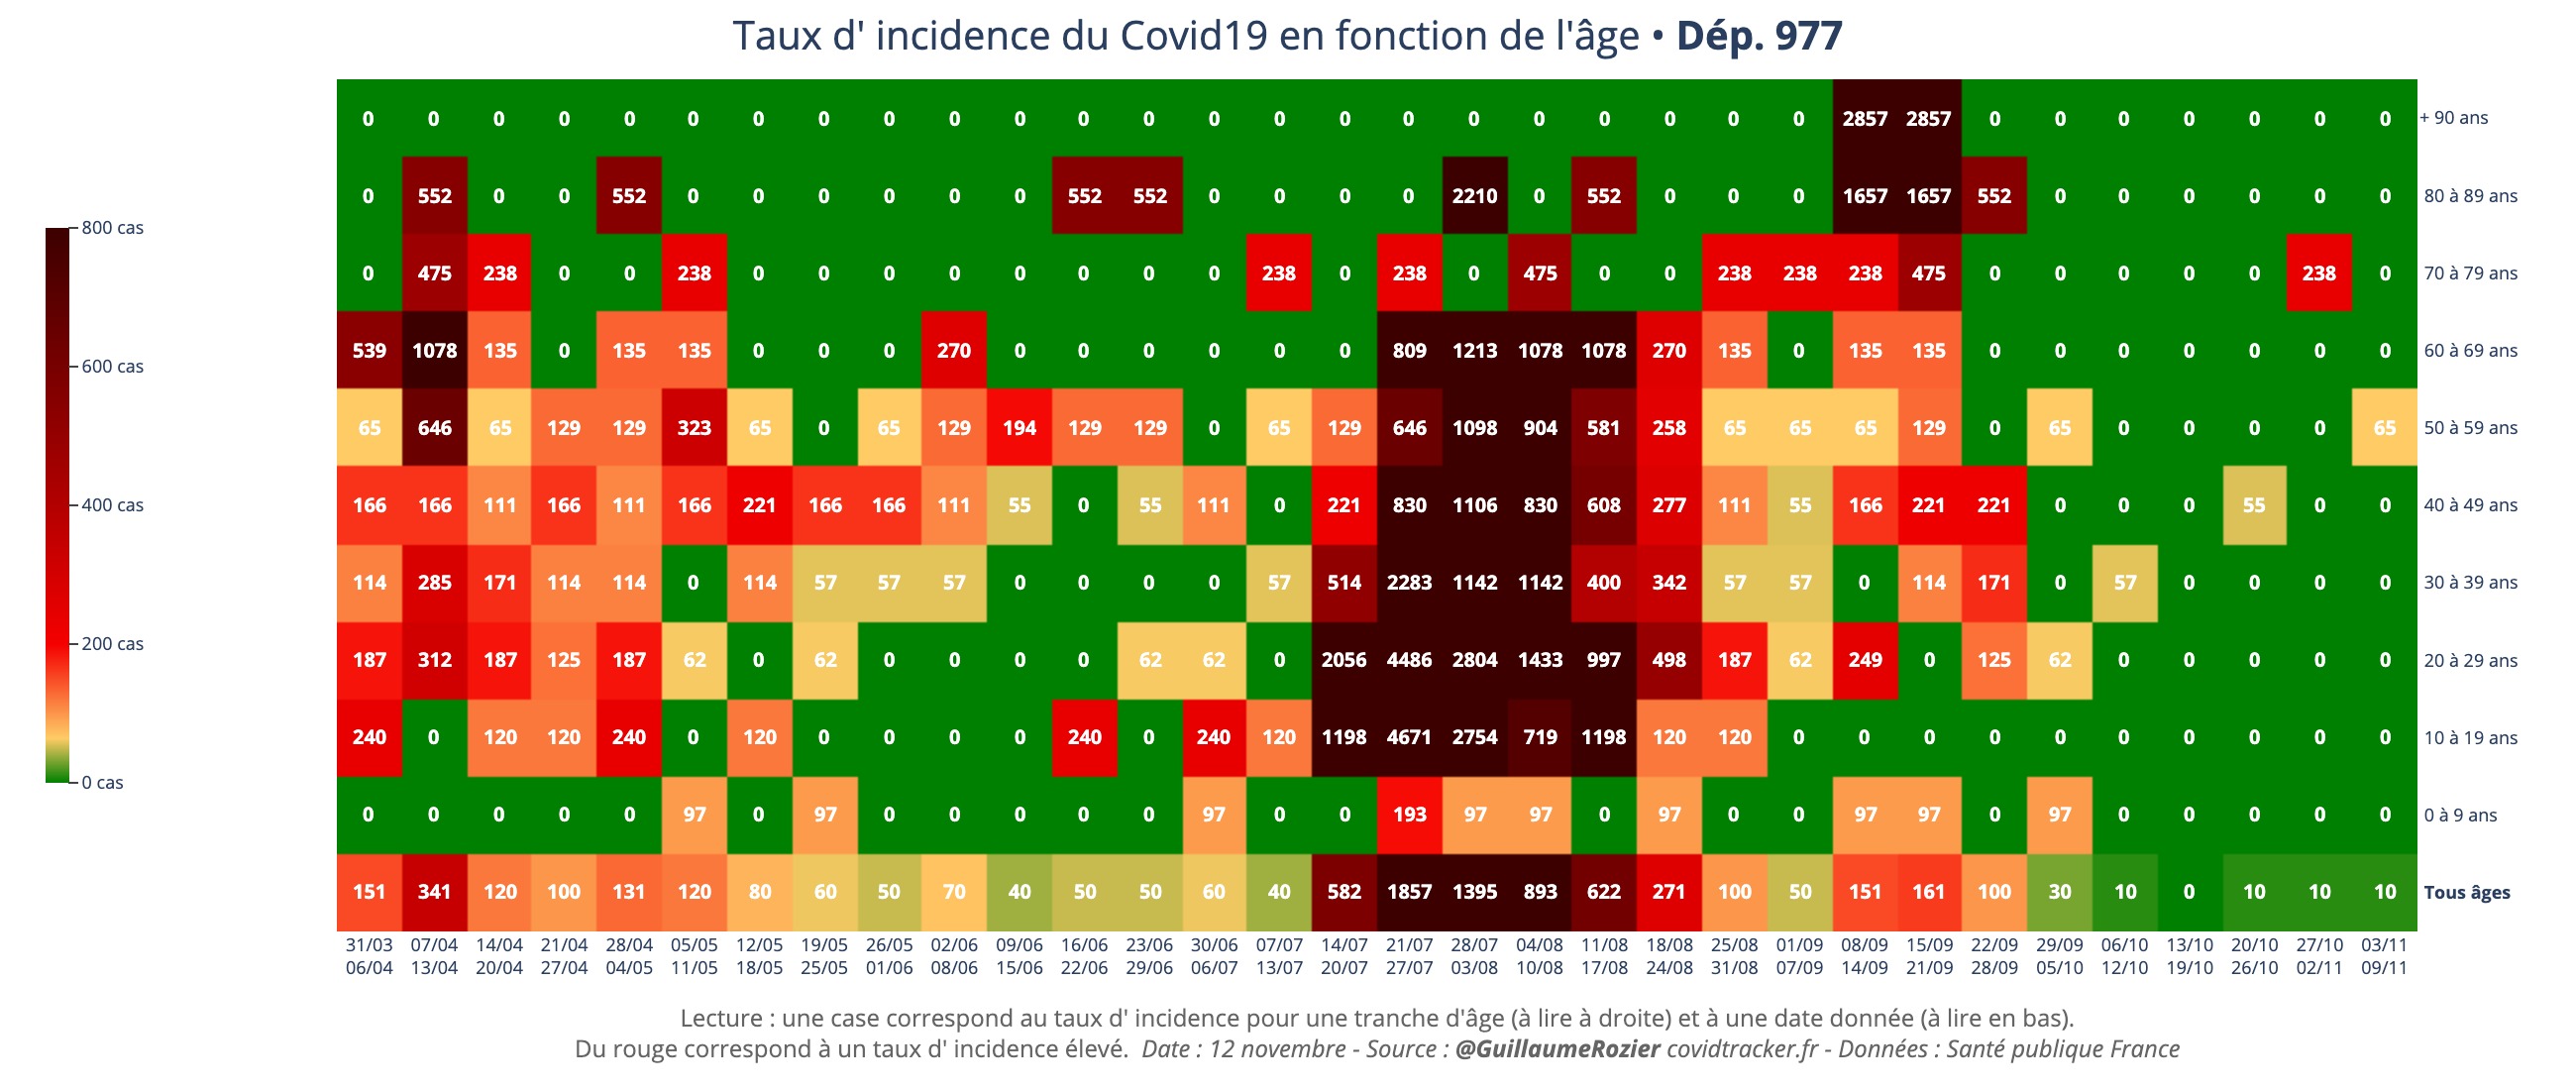 Taux d' incidence du Covid19 en fonction de l'âge • Dép. 977
0 0 0 0 0 0 0 0 0 0 0 0 0 0 0 0 0 0 0 0 0 0 0 2857 2857 0 0 0 0 0 0 0 + 90 ans
0 552 0 0 552 0 0 0 0 0 0 552 552 0 0 0 0 2210 0 552 0 0 0 1657 1657 552 0 0 0 0 0 0 80 à 89 ans
0 475 238 0 0 238 0 0 0 0 0 0 0 0 238 0 238 0 475 0 0 238 238 238 475 0 0 0 0 0 238 0 70 à 79 ans
539 1078 135 0 135 135 0 0 0 270 0 0 0 0 0 0 809 1213 1078 1078 270 135 0 135 135 0 0 0 0 0 0 0 60 à 69 ans
65 646 65 129 129 323 65 0 65 129 194 129 129 0 65 129 646 1098 904 581 258 65 65 65 129 0 65 0 0 0 0 65 50 à 59 ans
166 166 111 166 111 166 221 166 166 111 55 0 55 111 0 221 830 1106 830 608 277 111 55 166 221 221 0 0 0 55 0 0 40 à 49 ans
114 285 171 114 114 0 114 57 57 57 0 0 0 0 57 514 2283 1142 1142 400 342 57 57 0 114 171 0 57 0 0 0 0 30 à 39 ans
187 312 187 125 187 62 0 62 0 0 0 0 62 62 0 2056 4486 2804 1433 997 498 187 62 249 0 125 62 0 0 0 0 0 20 à 29 ans
240 0 120 120 240 0 120 0 0 0 0 240 0 240 120 1198 4671 2754 719 1198 120 120 0 0 0 0 0 0 0 0 0 0 10 à 19 ans
0 0 0 0 0 97 0 97 0 0 0 0 0 97 0 0 193 97 97 0 97 0 0 97 97 0 97 0 0 0 0 0 0 à 9 ans
151 341 120 100 131 120 80 60 50 70 40 50 50 60 40 582 1857 1395 893 622 271 100 50 151 161 100 30 10 0 10 10 10 Tous âges
800 cas
600 cas
400 cas
200 cas
0 cas
31/03 07/04 14/04 21/04 28/04 05/05 12/05 19/05 26/05 02/06 09/06 16/06 23/06 30/06 07/07 14/07 21/07 28/07 04/08 11/08 18/08 25/08 01/09 08/09 15/09 22/09 29/09 06/10 13/10 20/10 27/10 03/11
06/04 13/04 20/04 27/04 04/05 11/05 18/05 25/05 01/06 08/06 15/06 22/06 29/06 06/07 13/07 20/07 27/07 03/08 10/08 17/08 24/08 31/08 07/09 14/09 21/09 28/09 05/10 12/10 19/10 26/10 02/11 09/11
Lecture : une case correspond au taux d' incidence pour une tranche d'âge (à lire à droite) et à une date donnée (à lire en bas).
Du rouge correspond à un taux d' incidence élevé. Date : 12 novembre - Source : @GuillaumeRozier covidtracker.fr - Données : Santé publique France